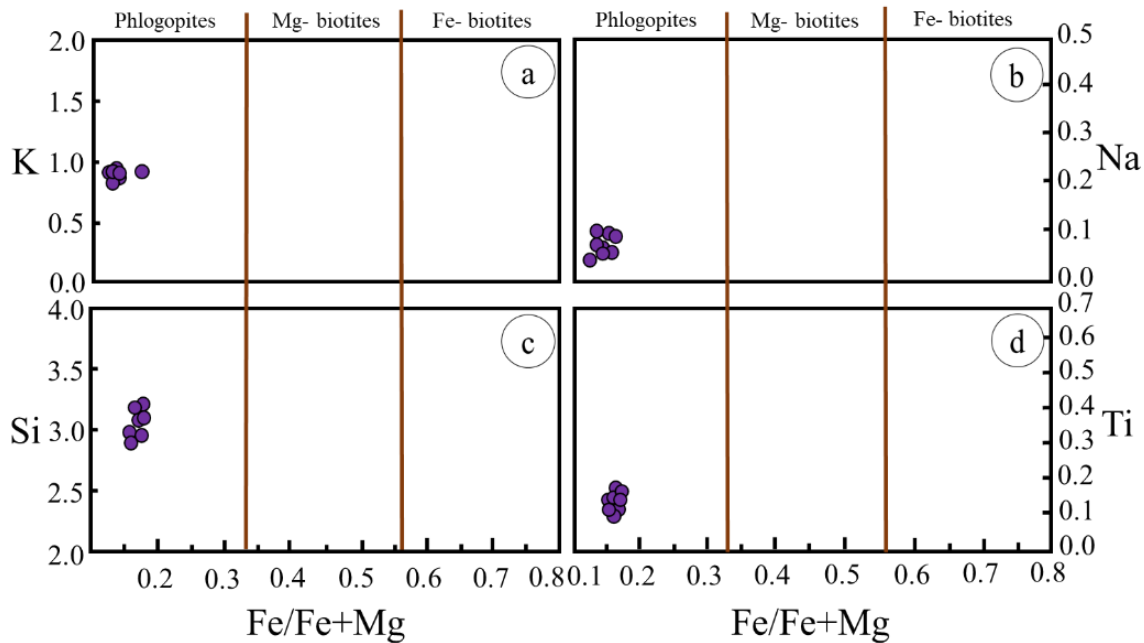 Phlogopites Mg- biotites Fe- biotites Phlogopites Mg- biotites Fe- biotites
2.0 1.5 1.0 0.5 0.0
K
a
b
0.5 0.4 0.3 0.2 0.1 0.0
Na
4.0 3.5 3.0 2.5 2.0
Si
c
d
0.7 0.6 0.5 0.4 0.3 0.2 0.1 0.0
Ti
0.2 0.3 0.4 0.5 0.6 0.7 0.8
0.1 0.2 0.3 0.4 0.5 0.6 0.7 0.8
Fe/Fe+Mg
Fe/Fe+Mg